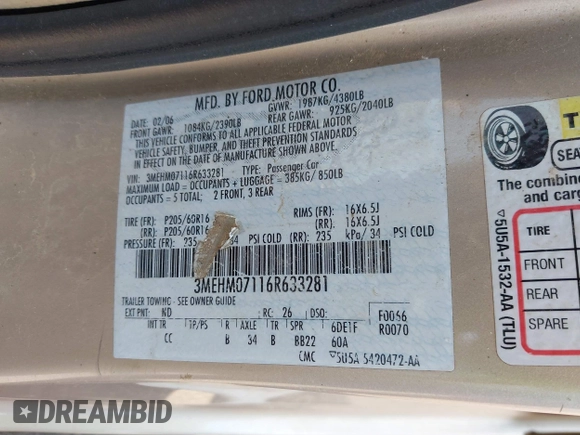 MFD. BY FORD MOTOR CO.
DATE: 02/06 GVWR: 1987KG/4380LB
FRONT GAWR: 1084KG/2390LB REAR GAWR: 925KG/2040LB
THIS VEHICLE CONFORMS TO ALL APPLICABLE FEDERAL MOTOR
VEHICLE SAFETY, BUMPER, AND THEFT PREVENTION STANDARDS
IN EFFECT ON THE DATE OF MANUFACTURE SHOWN ABOVE.
VIN: 3MEHM07116R633281 TYPE: Passenger Car
MAXIMUM LOAD = OCCUPANTS + LUGGAGE = 385KG/ 850LB
OCCUPANTS = 5 TOTAL; 2 FRONT, 3 REAR
TIRE (FR): P205/60R16 RIMS (FR): 16X6.5J
(RR): P205/60R16 (RR): 16X6.5J
PRESSURE (FR): 235 34 PSI COLD (RR): 235 kPa/ 34 PSI COLD
3MEHM07116R633281
TRAILER TOWING - SEE OWNER GUIDE
EXT PNT: ND RC: 26 DSO: F0066
INT TR TP/PS R AXLE TR SPR 6DE1F R0070
CC B 34 B BB22 60A
CMC ▽5U5A 5420472-AA
▽5U5A-1532-AA (TLU)
T
SEA
The combine
and carg
TIRE
FRONT
REAR
SPARE
DREAMBID